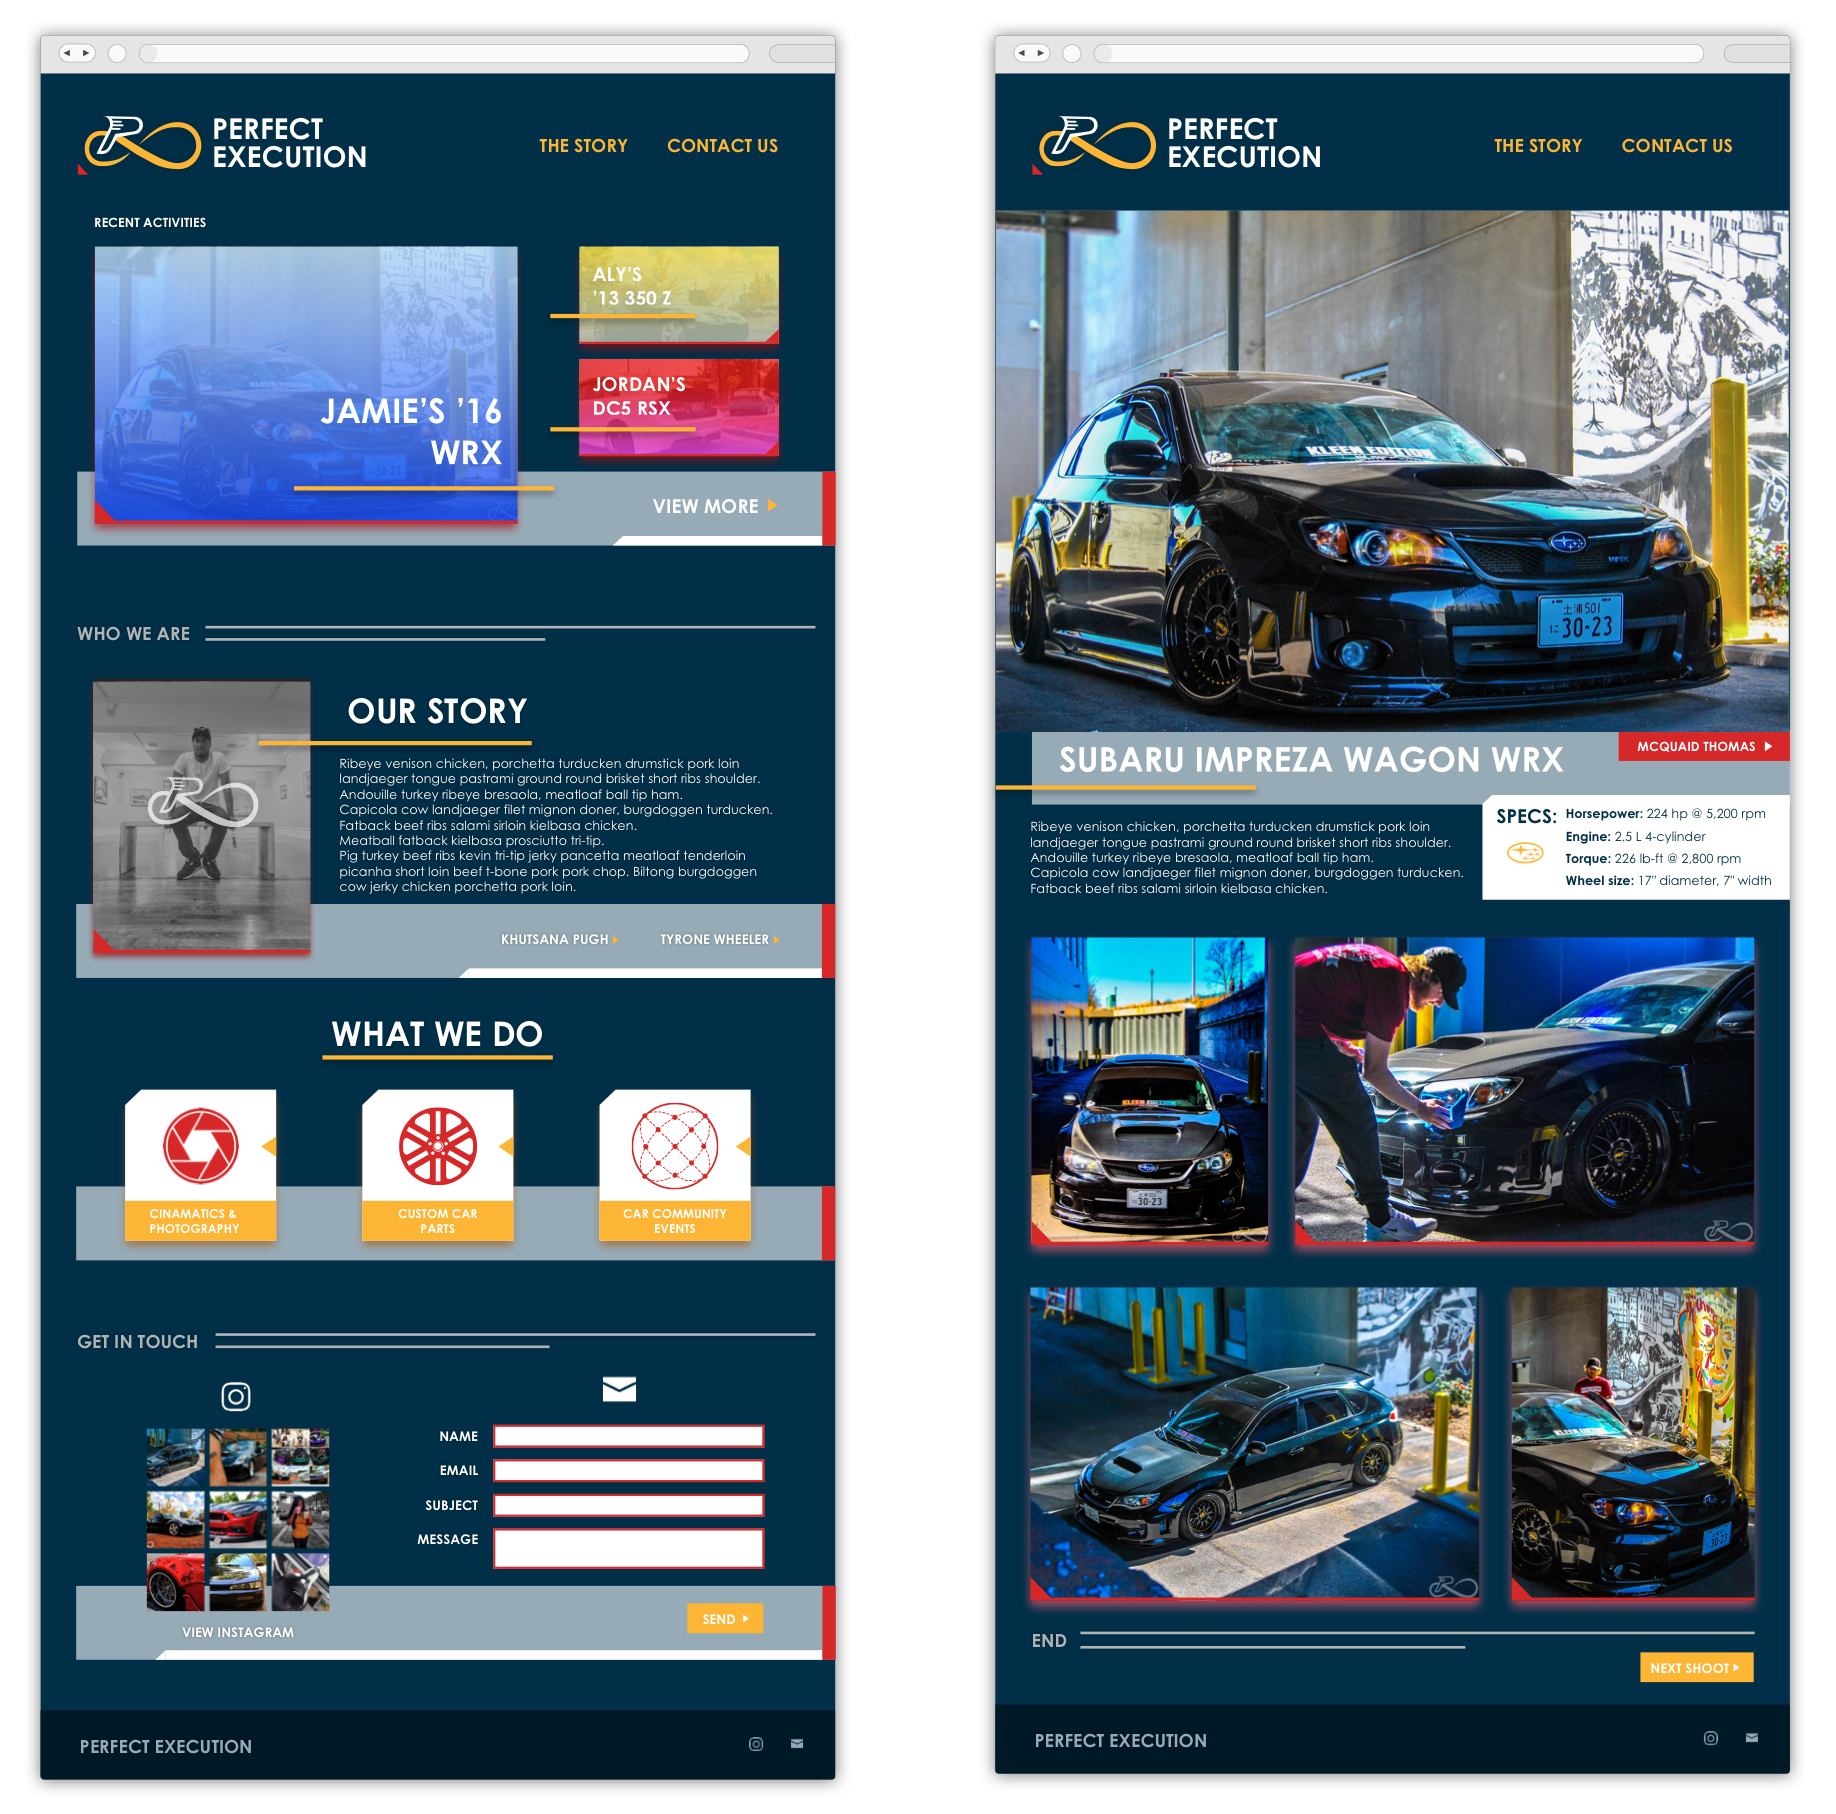 PERFECT
EXECUTION
THE STORY
CONTACT US
RECENT ACTIVITIES
JAMIE’S ’16
WRX
ALY’S
’13 350 Z
JORDAN’S
DC5 RSX
VIEW MORE
WHO WE ARE
OUR STORY
Ribeye venison chicken, porchetta turducken drumstick pork loin
landjaeger tongue pastrami ground round brisket short ribs shoulder.
Andouille turkey ribeye bresaola, meatloaf ball tip ham.
Capicola cow landjaeger filet mignon doner, burgdoggen turducken.
Fatback beef ribs salami sirloin kielbasa chicken.
Meatball fatback kielbasa prosciutto tri-tip.
Pig turkey beef ribs kevin tri-tip jerky pancetta meatloaf tenderloin
picanha short loin beef t-bone pork pork chop. Biltong burgdoggen
cow jerky chicken porchetta pork loin.
KHUTSANA PUGH
TYRONE WHEELER
WHAT WE DO
CINAMATICS &
PHOTOGRAPHY
CUSTOM CAR
PARTS
CAR COMMUNITY
EVENTS
GET IN TOUCH
NAME
EMAIL
SUBJECT
MESSAGE
VIEW INSTAGRAM
SEND
PERFECT EXECUTION
PERFECT
EXECUTION
THE STORY
CONTACT US
KLEEN EDITION
WRX
土浦 501
に 30-23
SUBARU IMPREZA WAGON WRX
MCQUAID THOMAS
Ribeye venison chicken, porchetta turducken drumstick pork loin
landjaeger tongue pastrami ground round brisket short ribs shoulder.
Andouille turkey ribeye bresaola, meatloaf ball tip ham.
Capicola cow landjaeger filet mignon doner, burgdoggen turducken.
Fatback beef ribs salami sirloin kielbasa chicken.
SPECS:
Horsepower: 224 hp @ 5,200 rpm
Engine: 2.5 L 4-cylinder
Torque: 226 lb-ft @ 2,800 rpm
Wheel size: 17" diameter, 7" width
KLEEN EDITION
30-23
END
NEXT SHOOT
PERFECT EXECUTION